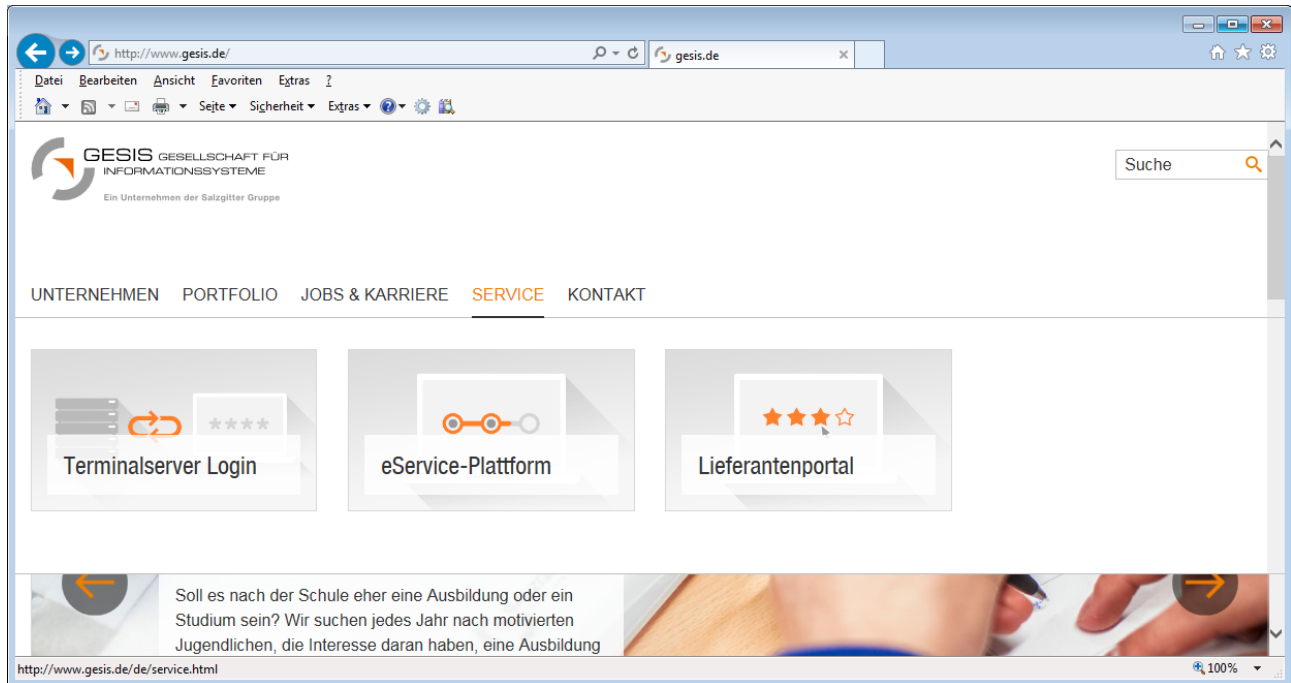 http://www.gesis.de/
gesis.de
Datei Bearbeiten Ansicht Favoriten Extras ?
Seite Sicherheit Extras
GESIS GESELLSCHAFT FÜR
INFORMATIONSSYSTEME
Ein Unternehmen der Salzgitter Gruppe
Suche
UNTERNEHMEN PORTFOLIO JOBS & KARRIERE SERVICE KONTAKT
****
Terminalserver Login
eService-Plattform
Lieferantenportal
Soll es nach der Schule eher eine Ausbildung oder ein
Studium sein? Wir suchen jedes Jahr nach motivierten
Jugendlichen, die Interesse daran haben, eine Ausbildung
http://www.gesis.de/de/service.html
100%